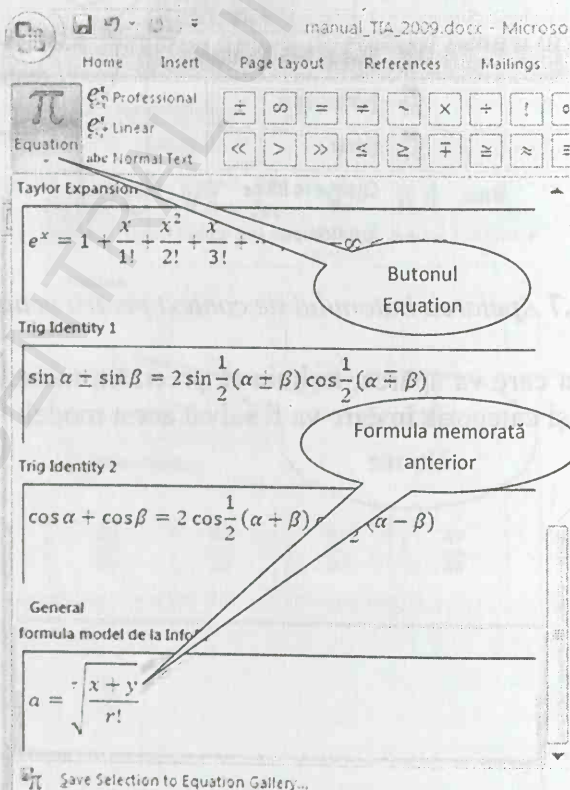 manual_TIA_2009.docx - Microso
Home Insert Page Layout References Mailings
π Equation
Professional
Linear
abc Normal Text
± ∞ = ≠ ~ × ÷ !
≪ > ≫ ≤ ≥ ∓ ≅ ≈ ≡
Taylor Expansion
e^x = 1 + x/1! + x^2/2! + x/3! + ⋯ -∞
Butonul
Equation
Trig Identity 1
sin α ± sin β = 2 sin 1/2 (α ± β) cos 1/2 (α ∓ β)
Formula memorată
anterior
Trig Identity 2
cos α + cos β = 2 cos 1/2 (α + β) 2 (α − β)
General
formula model de la Info
a = √((x + y)/r!)
Save Selection to Equation Gallery...